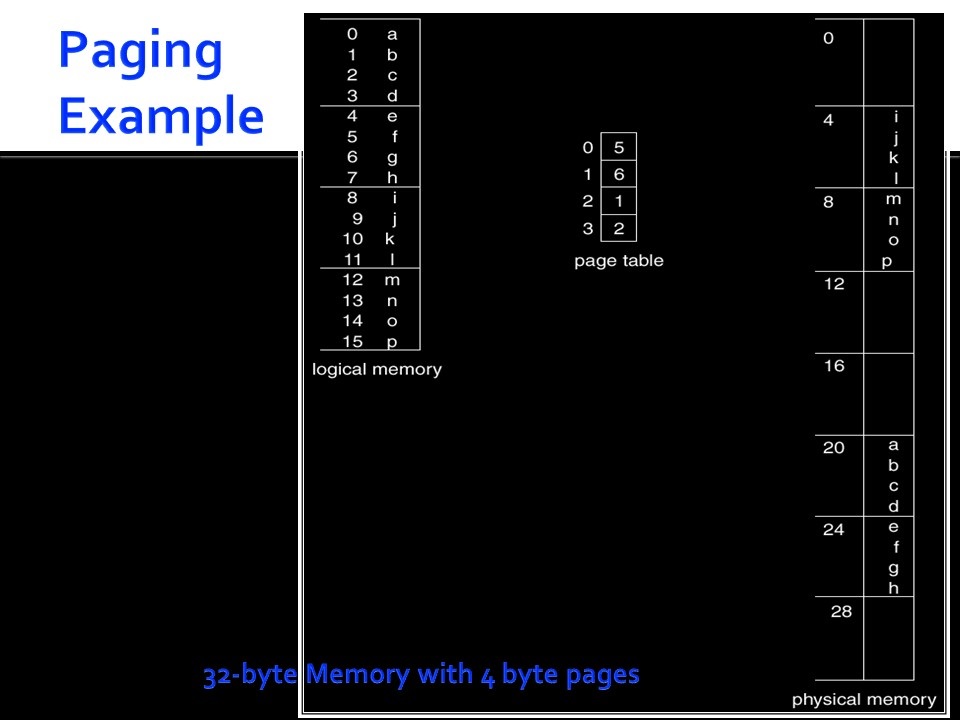 Paging
Example
0 a
1 b
2 c
3 d
4 e
5 f
6 g
7 h
8 i
9 j
10 k
11 l
12 m
13 n
14 o
15 p
logical memory
0 5
1 6
2 1
3 2
page table
0
4 i
j
k
l
8 m
n
o
p
12
16
20 a
b
c
d
24 e
f
g
h
28
physical memory
32-byte Memory with 4 byte pages